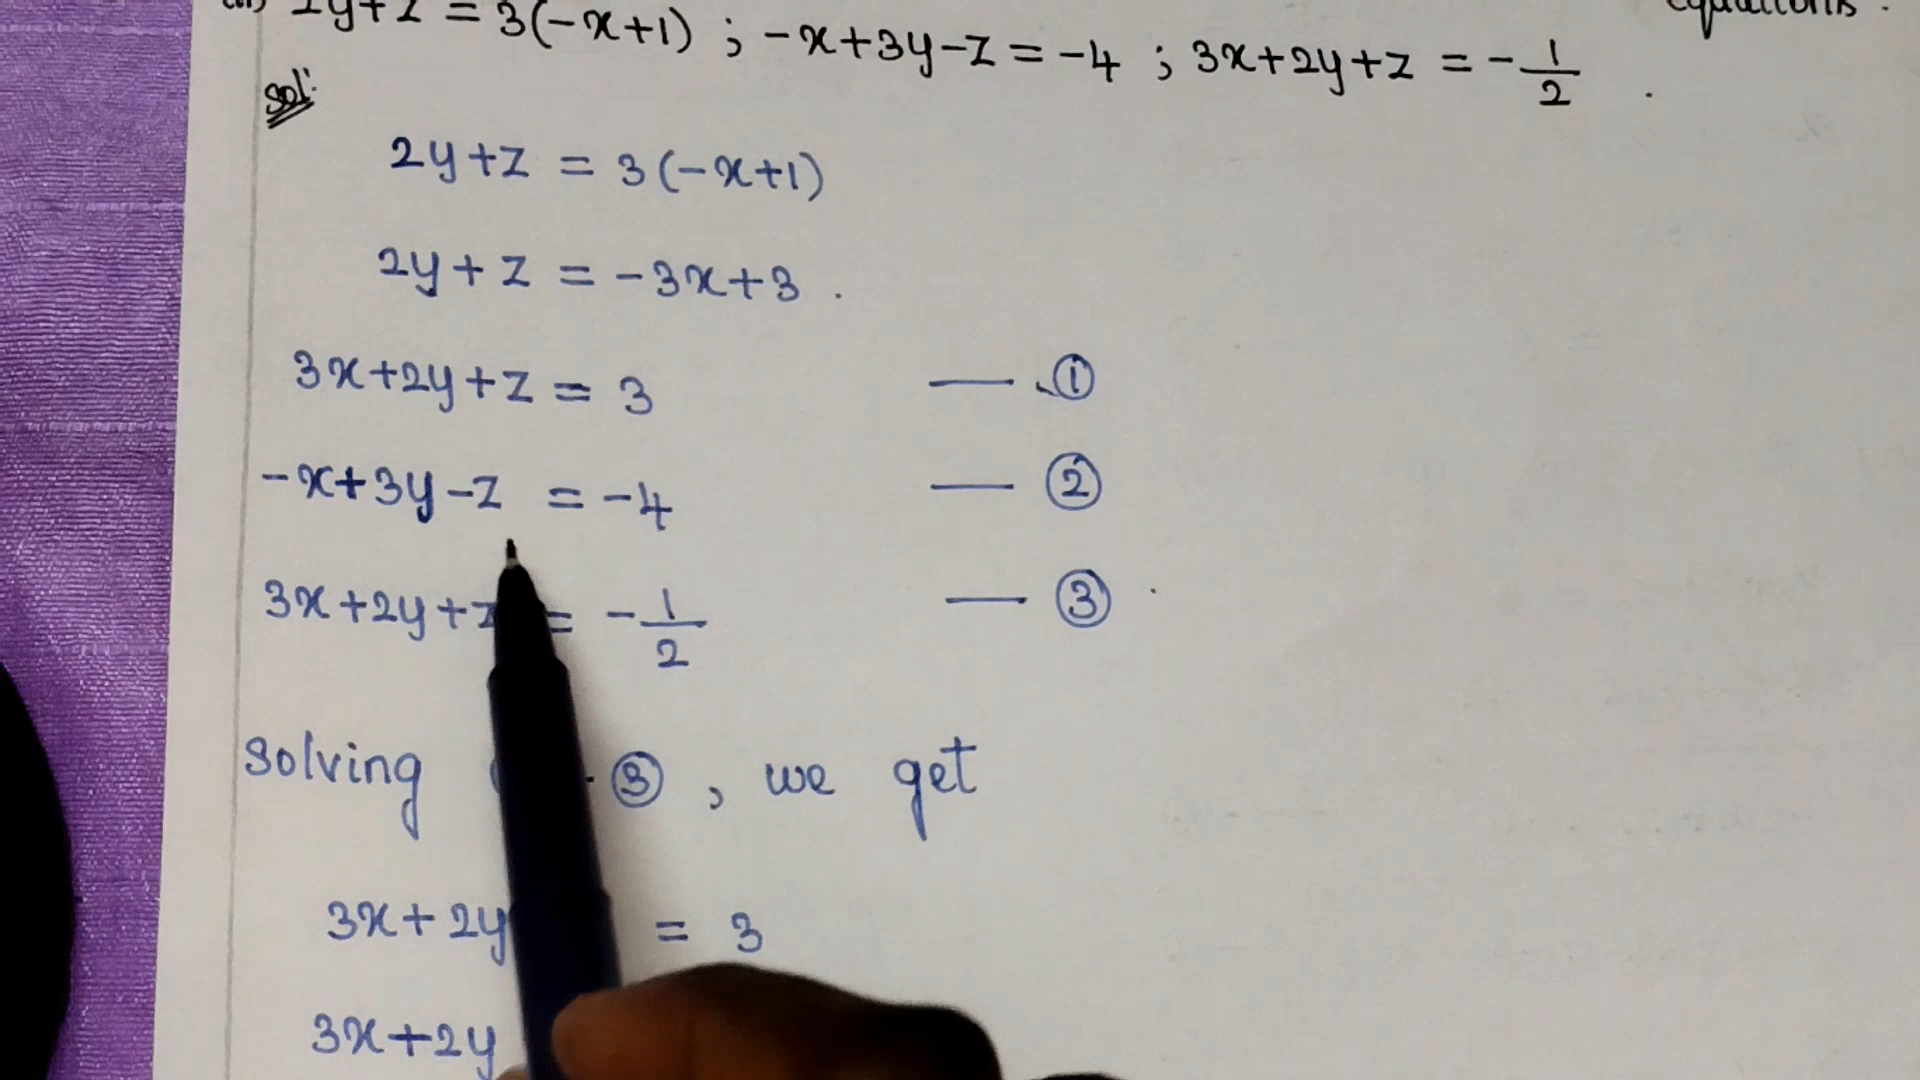 2y+z = 3(-x+1) ; -x+3y-z = -4 ; 3x+2y+z = -1/2 .
equations.
Sol:
2y+z = 3(-x+1)
2y+z = -3x+3 .
3x+2y+z = 3 — ①
-x+3y-z = -4 — ②
3x+2y+z = -1/2 — ③
Solving ③ , we get
3x+2y = 3
3x+2y